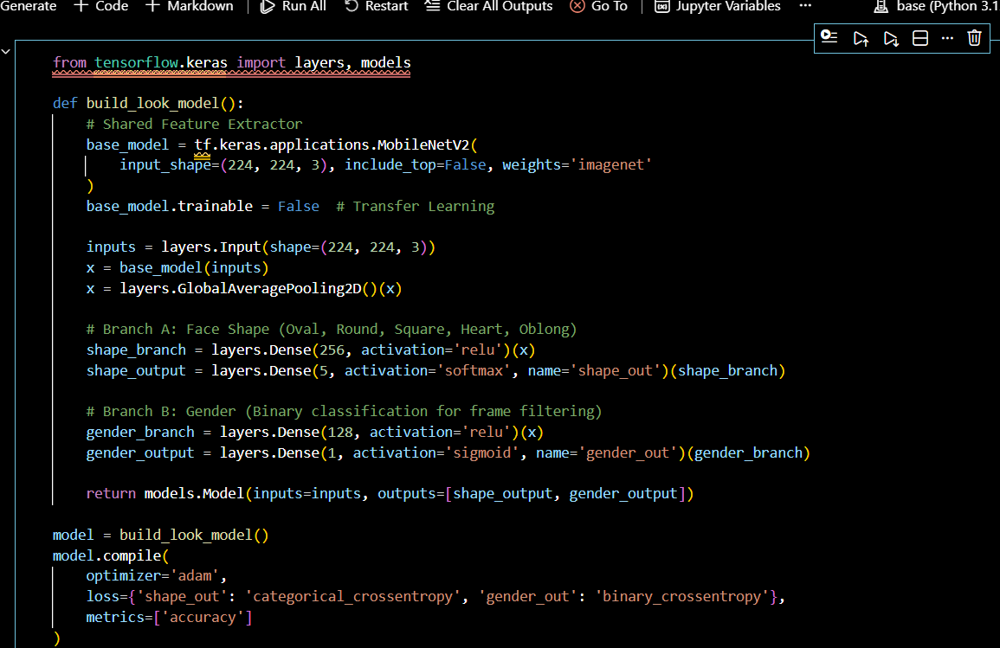 Generate + Code + Markdown Run All Restart Clear All Outputs Go To Jupyter Variables ... base (Python 3.1
from tensorflow.keras import layers, models
def build_look_model():
# Shared Feature Extractor
base_model = tf.keras.applications.MobileNetV2(
input_shape=(224, 224, 3), include_top=False, weights='imagenet'
)
base_model.trainable = False  # Transfer Learning
inputs = layers.Input(shape=(224, 224, 3))
x = base_model(inputs)
x = layers.GlobalAveragePooling2D()(x)
# Branch A: Face Shape (Oval, Round, Square, Heart, Oblong)
shape_branch = layers.Dense(256, activation='relu')(x)
shape_output = layers.Dense(5, activation='softmax', name='shape_out')(shape_branch)
# Branch B: Gender (Binary classification for frame filtering)
gender_branch = layers.Dense(128, activation='relu')(x)
gender_output = layers.Dense(1, activation='sigmoid', name='gender_out')(gender_branch)
return models.Model(inputs=inputs, outputs=[shape_output, gender_output])
model = build_look_model()
model.compile(
optimizer='adam',
loss={'shape_out': 'categorical_crossentropy', 'gender_out': 'binary_crossentropy'},
metrics=['accuracy']
)